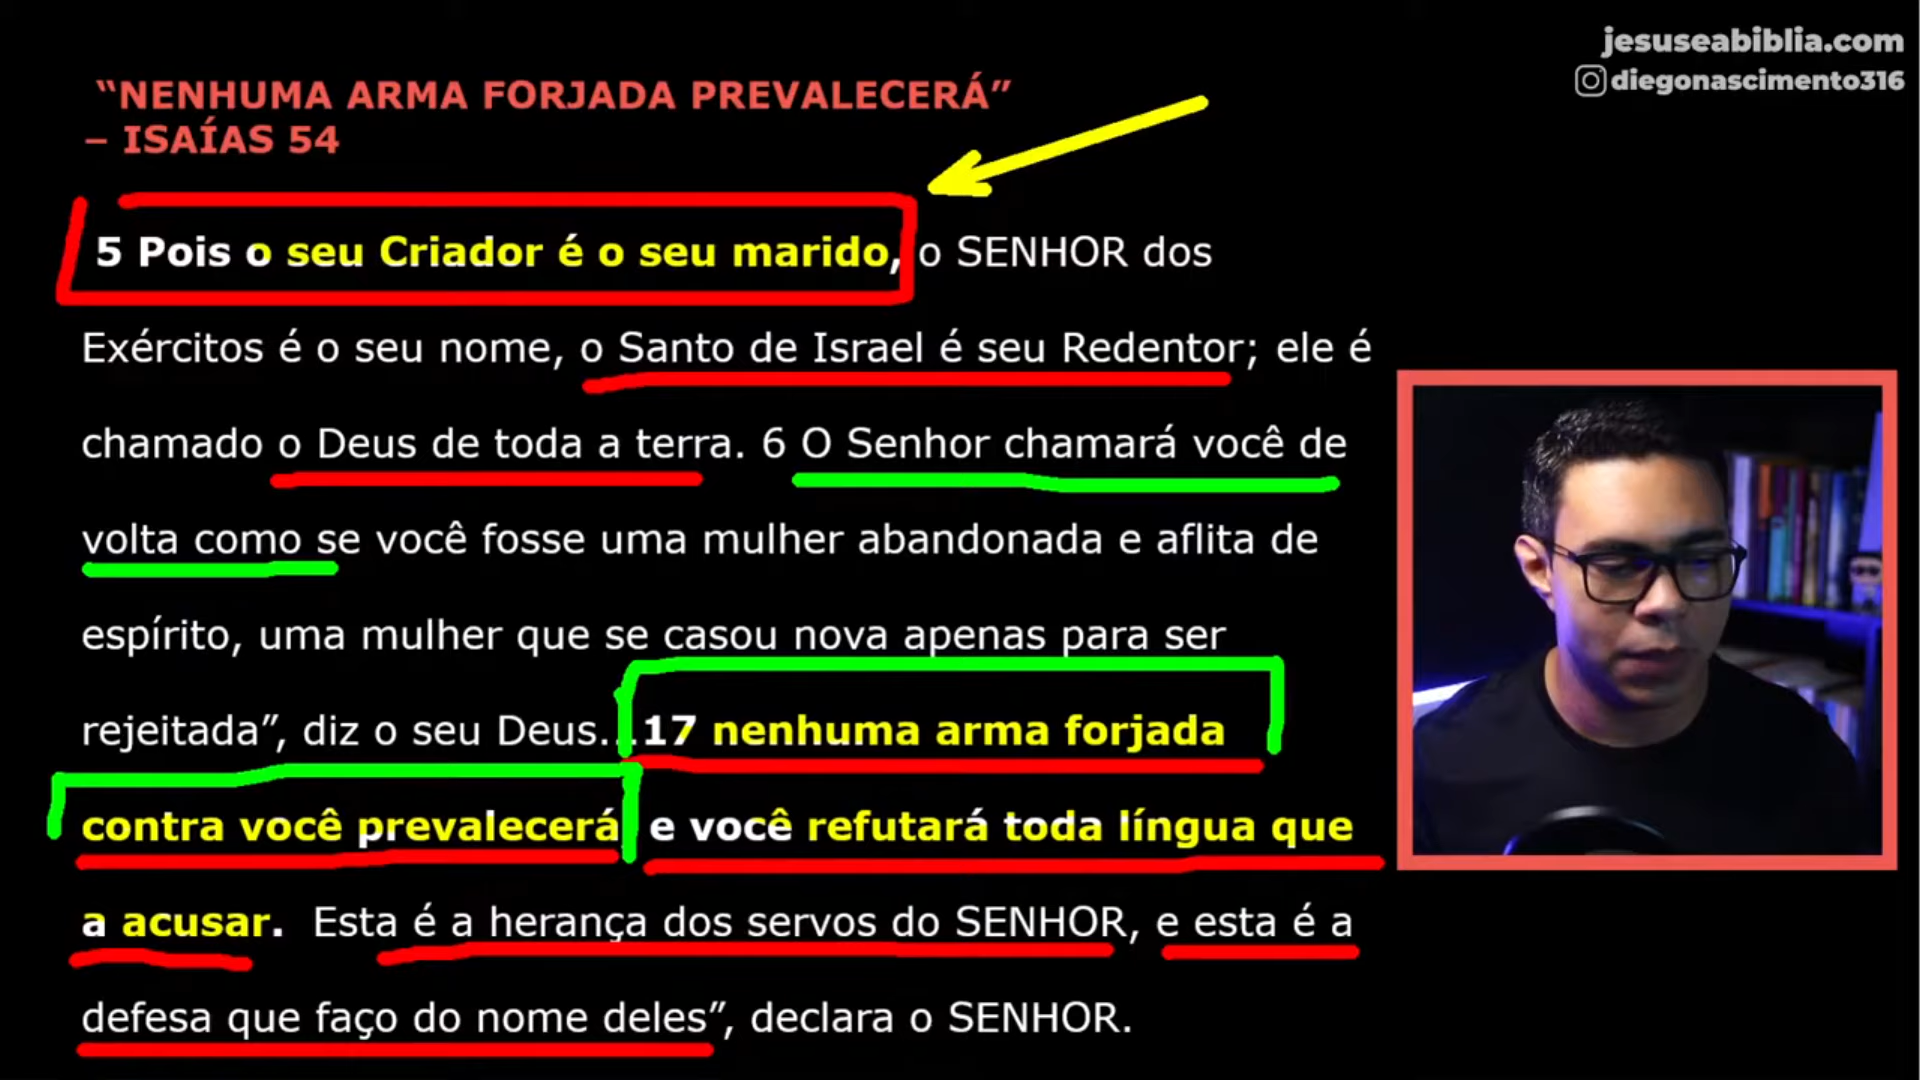 jesuseabiblia.com
diegonascimento316
“NENHUMA ARMA FORJADA PREVALECERÁ”
– ISAÍAS 54
5 Pois o seu Criador é o seu marido, o SENHOR dos
Exércitos é o seu nome, o Santo de Israel é seu Redentor; ele é
chamado o Deus de toda a terra. 6 O Senhor chamará você de
volta como se você fosse uma mulher abandonada e aflita de
espírito, uma mulher que se casou nova apenas para ser
rejeitada”, diz o seu Deus... 17 nenhuma arma forjada
contra você prevalecerá e você refutará toda língua que
a acusar. Esta é a herança dos servos do SENHOR, e esta é a
defesa que faço do nome deles”, declara o SENHOR.